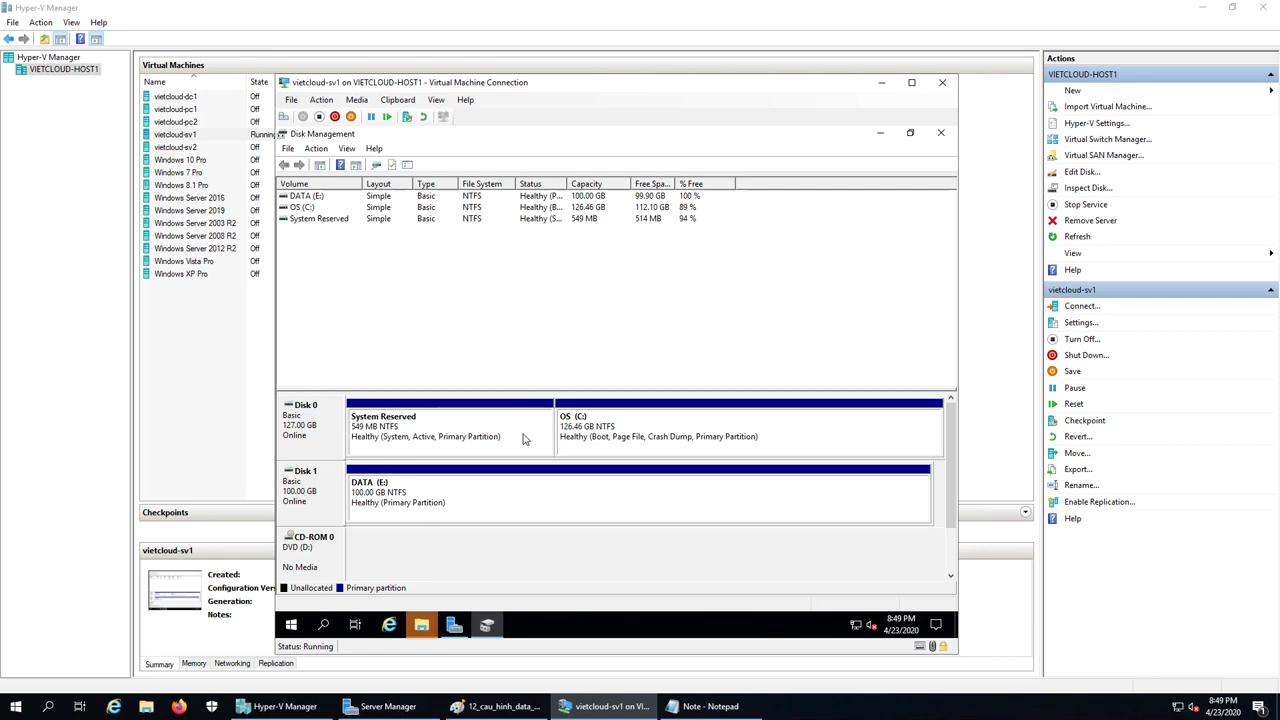 Hyper-V Manager
File Action View Help
Hyper-V Manager
VIETCLOUD-HOST1
Virtual Machines
Name State
vietcloud-dc1 Off
vietcloud-pc1 Off
vietcloud-pc2 Off
vietcloud-sv1 Running
vietcloud-sv2 Off
Windows 10 Pro Off
Windows 7 Pro Off
Windows 8.1 Pro Off
Windows Server 2016 Off
Windows Server 2019 Off
Windows Server 2003 R2 Off
Windows Server 2008 R2 Off
Windows Server 2012 R2 Off
Windows Vista Pro Off
Windows XP Pro Off
Checkpoints
vietcloud-sv1
Created:
Configuration Ver
Generation:
Notes:
Summary Memory Networking Replication
vietcloud-sv1 on VIETCLOUD-HOST1 - Virtual Machine Connection
File Action Media Clipboard View Help
Disk Management
File Action View Help
Volume Layout Type File System Status Capacity Free Spa... % Free
DATA (E:) Simple Basic NTFS Healthy (P... 100.00 GB 99.90 GB 100 %
OS (C:) Simple Basic NTFS Healthy (B... 126.46 GB 112.10 GB 89 %
System Reserved Simple Basic NTFS Healthy (S... 549 MB 514 MB 94 %
Disk 0
Basic
127.00 GB
Online
System Reserved
549 MB NTFS
Healthy (System, Active, Primary Partition)
OS (C:)
126.46 GB NTFS
Healthy (Boot, Page File, Crash Dump, Primary Partition)
Disk 1
Basic
100.00 GB
Online
DATA (E:)
100.00 GB NTFS
Healthy (Primary Partition)
CD-ROM 0
DVD (D:)
No Media
Unallocated Primary partition
8:49 PM
4/23/2020
Status: Running
Actions
VIETCLOUD-HOST1
New
Import Virtual Machine...
Hyper-V Settings...
Virtual Switch Manager...
Virtual SAN Manager...
Edit Disk...
Inspect Disk...
Stop Service
Remove Server
Refresh
View
Help
vietcloud-sv1
Connect...
Settings...
Turn Off...
Shut Down...
Save
Pause
Reset
Checkpoint
Revert...
Move...
Export...
Rename...
Enable Replication...
Help
Hyper-V Manager Server Manager 12_cau_hinh_data_... vietcloud-sv1 on VI... Note - Notepad
8:49 PM
4/23/2020